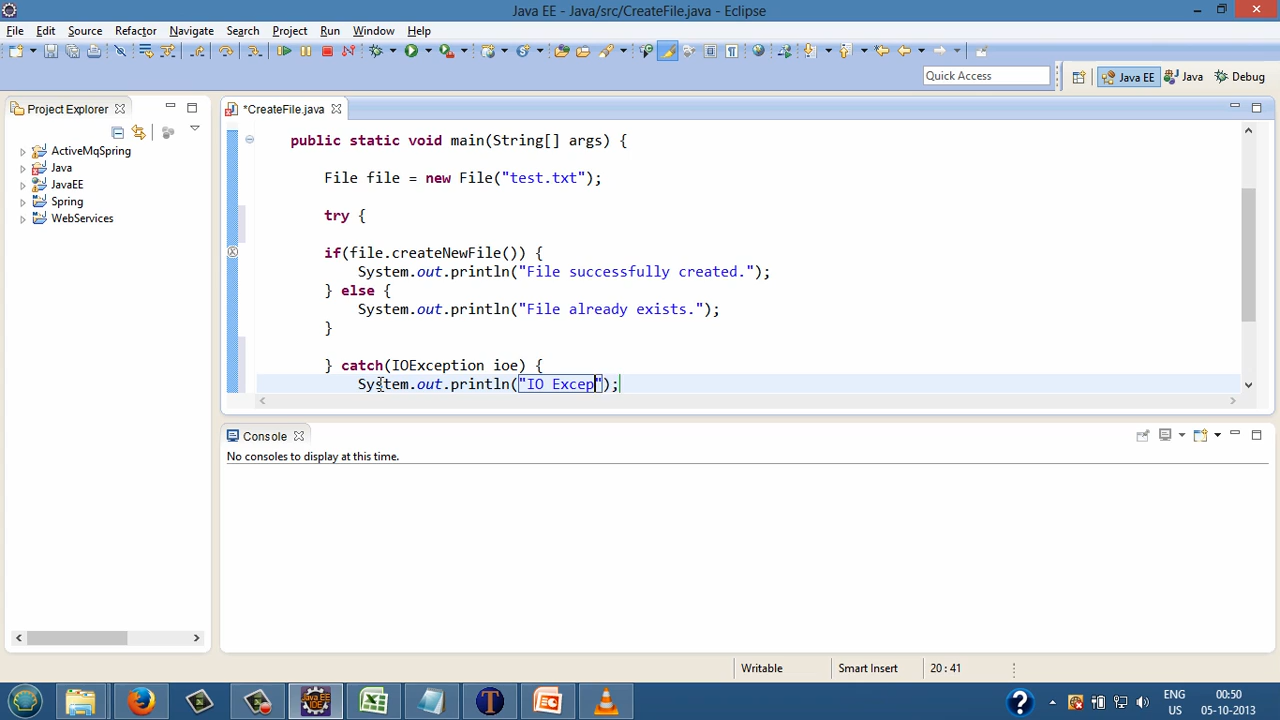 Java EE - Java/src/CreateFile.java - Eclipse
File Edit Source Refactor Navigate Search Project Run Window Help
Quick Access
Java EE
Java
Debug
Project Explorer
*CreateFile.java
ActiveMqSpring
Java
JavaEE
Spring
WebServices
public static void main(String[] args) {
File file = new File("test.txt");
try {
if(file.createNewFile()) {
System.out.println("File successfully created.");
} else {
System.out.println("File already exists.");
}
} catch(IOException ioe) {
System.out.println("IO Excep");
Console
No consoles to display at this time.
Writable
Smart Insert
20 : 41
ENG
US
00:50
05-10-2013